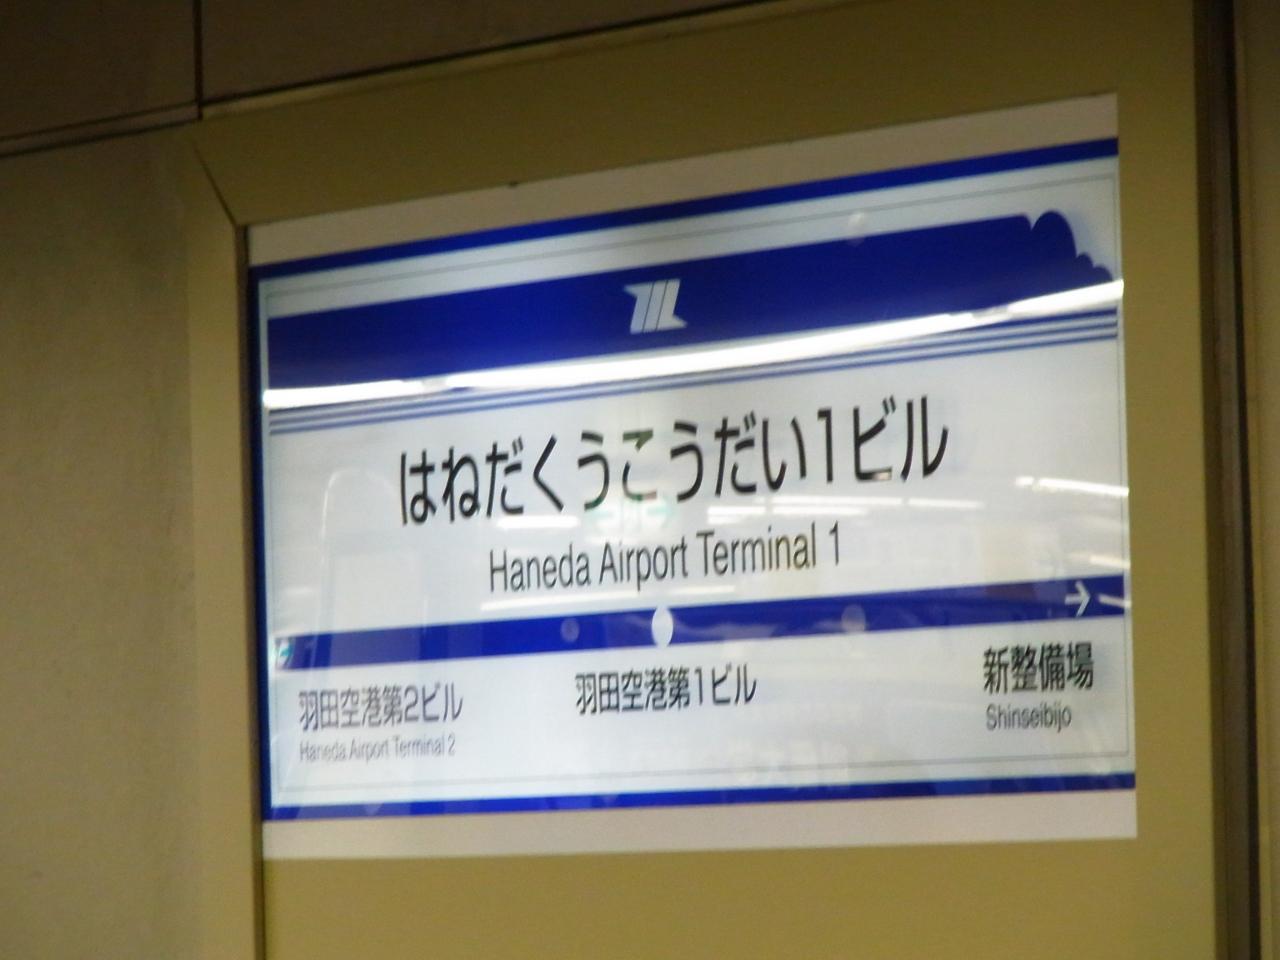 はねだくうこうだい1ビル
Haneda Airport Terminal 1
羽田空港第2ビル
Haneda Airport Terminal 2
羽田空港第1ビル
新整備場
Shinseibijo